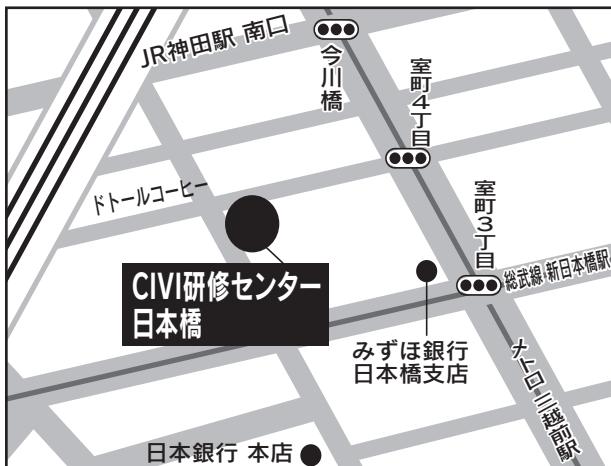 JR神田駅 南口
今川橋
室町4丁目
ドトールコーヒー
室町3丁目
総武線 新日本橋駅
CIVI研修センター
日本橋
みずほ銀行
日本橋支店
メトロ 三越前駅
日本銀行 本店